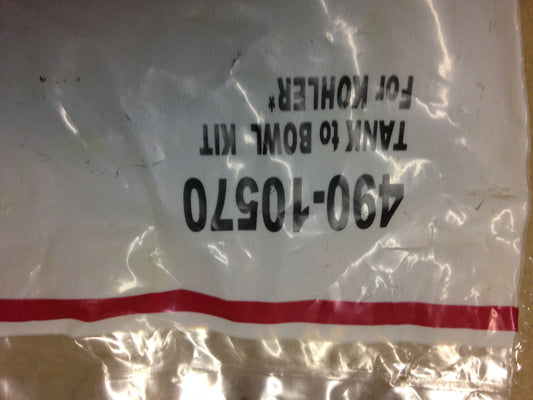 490-10570
TANK to BOWL KIT
For KOHLER*